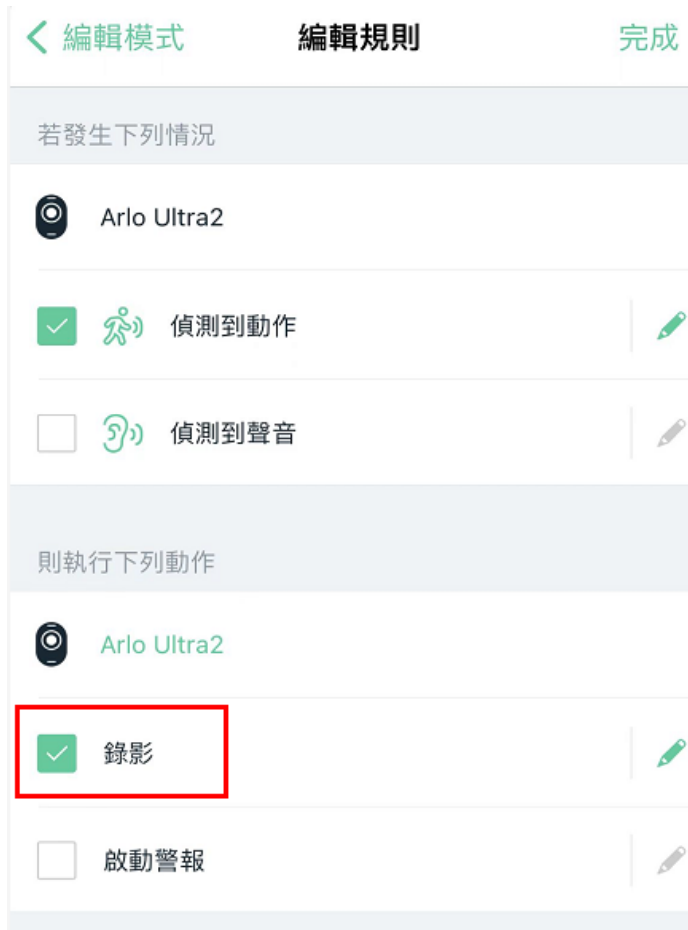 編輯模式 編輯規則 完成
若發生下列情況
Arlo Ultra2
偵測到動作
偵測到聲音
則執行下列動作
Arlo Ultra2
錄影
啟動警報